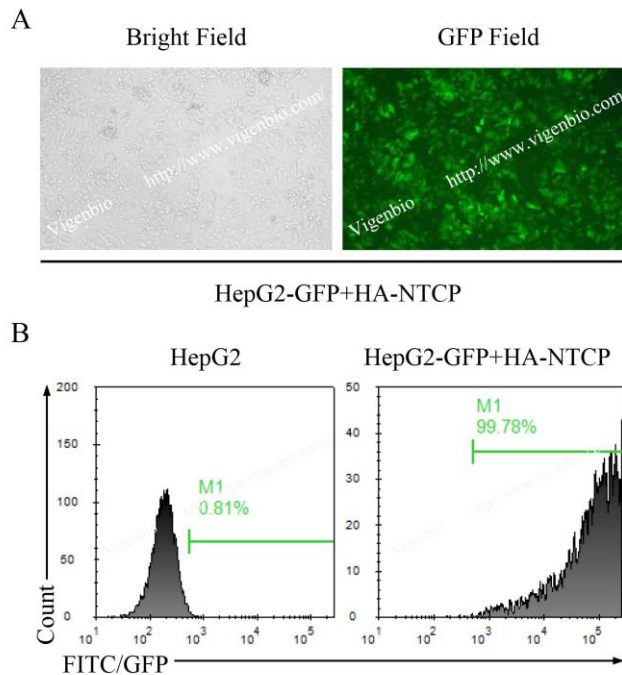 A
Bright Field
GFP Field
Vigenbio http://www.vigenbio.com/
Vigenbio http://www.vigenbio.com/
HepG2-GFP+HA-NTCP
B
HepG2
HepG2-GFP+HA-NTCP
200
150
100
50
0
M1
0.81%
10¹ 10² 10³ 10⁴ 10⁵
50
40
30
20
10
0
M1
99.78%
10¹ 10² 10³ 10⁴ 10⁵
Count
FITC/GFP